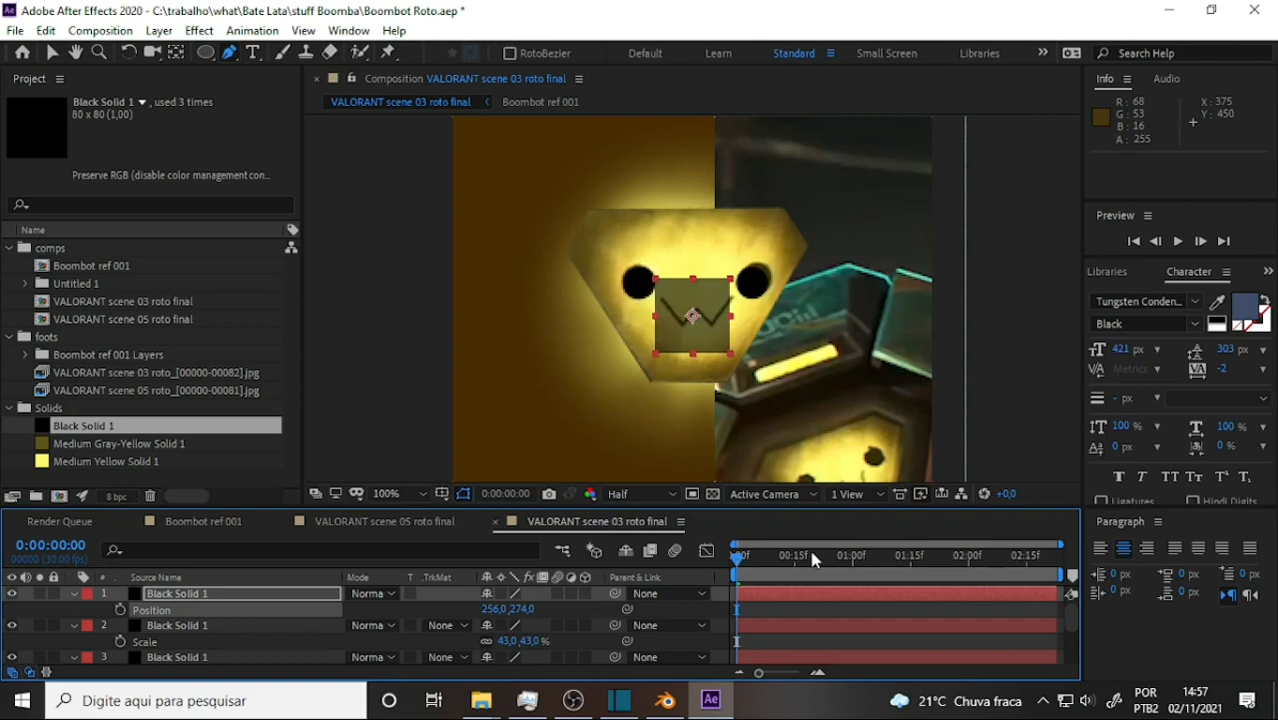 Adobe After Effects 2020 - C:\trabalho\what\Bate Lata\stuff Boomba\Boombot Roto.aep *
File Edit Composition Layer Effect Animation View Window Help
RotoBezier Default Learn Standard Small Screen Libraries Search Help
Project
Black Solid 1 , used 3 times
80 x 80 (1,00)
Preserve RGB (disable color management con...
Name
comps
Boombot ref 001
Untitled 1
VALORANT scene 03 roto final
VALORANT scene 05 roto final
foots
Boombot ref 001 Layers
VALORANT scene 03 roto_[00000-00082].jpg
VALORANT scene 05 roto_[00000-00081].jpg
Solids
Black Solid 1
Medium Gray-Yellow Solid 1
Medium Yellow Solid 1
8 bpc
Composition VALORANT scene 03 roto final
VALORANT scene 03 roto final Boombot ref 001
100% 0:00:00:00 Half Active Camera 1 View +0,0
Info Audio
R : 68
G : 53
B : 16
A : 255
X : 375
Y : 450
Preview
Libraries Character
Tungsten Conden...
Black
421 px 303 px
Metrics -2
- px
100 % 100 %
0 px 0 %
Ligatures Hindi Digits
Paragraph
0 px 0 px 0 px
0 px 0 px
Render Queue Boombot ref 001 VALORANT scene 05 roto final VALORANT scene 03 roto final
0:00:00:00
00000 (30.00 fps)
:00f 00:15f 01:00f 01:15f 02:00f 02:15f
# Source Name Mode T .TrkMat Parent & Link
1 Black Solid 1 Norma None
Position 256,0,274,0
2 Black Solid 1 Norma None None
Scale 43,0,43,0 %
3 Black Solid 1 Norma None None
Digite aqui para pesquisar
21°C Chuva fraca
POR
PTB2
14:57
02/11/2021